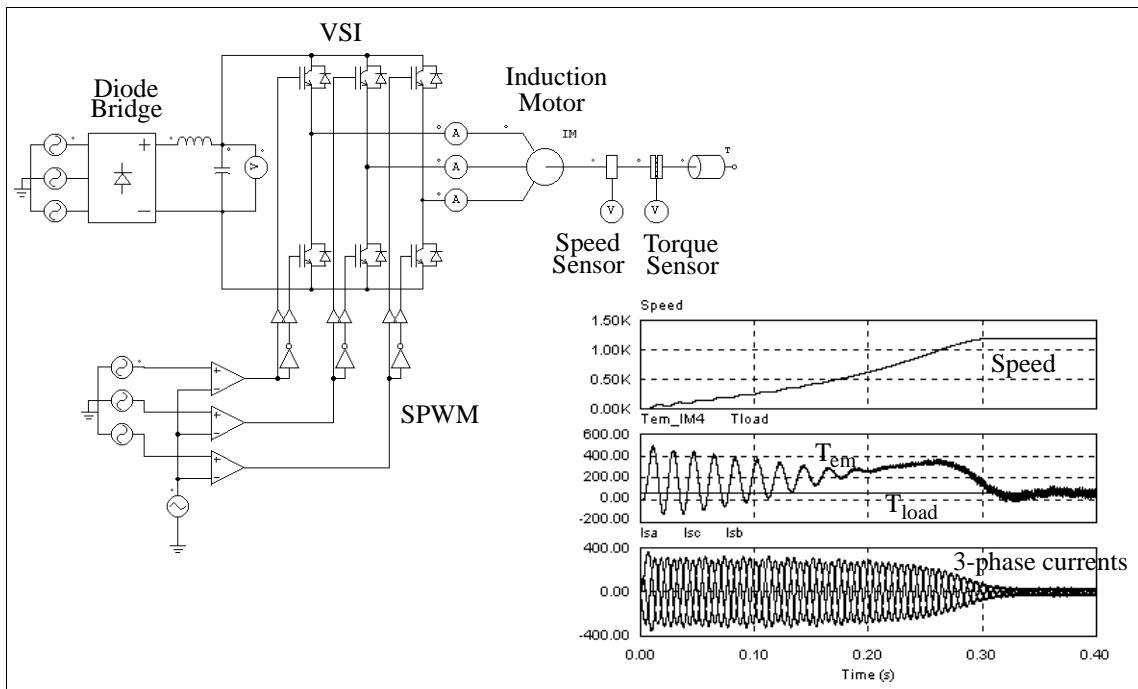 VSI
Diode
Bridge
Induction
Motor
IM
T
+
−
V
A
A
A
V
V
Speed
Sensor
Torque
Sensor
SPWM
+
−
+
−
+
−
Speed
1.50K
1.00K
0.50K
0.00K
Speed
Tem_IM4 Tload
600.00
400.00
200.00
0.00
-200.00
Tem
Tload
Isa Isc Isb
400.00
0.00
-400.00
3-phase currents
0.00 0.10 0.20 0.30 0.40
Time (s)